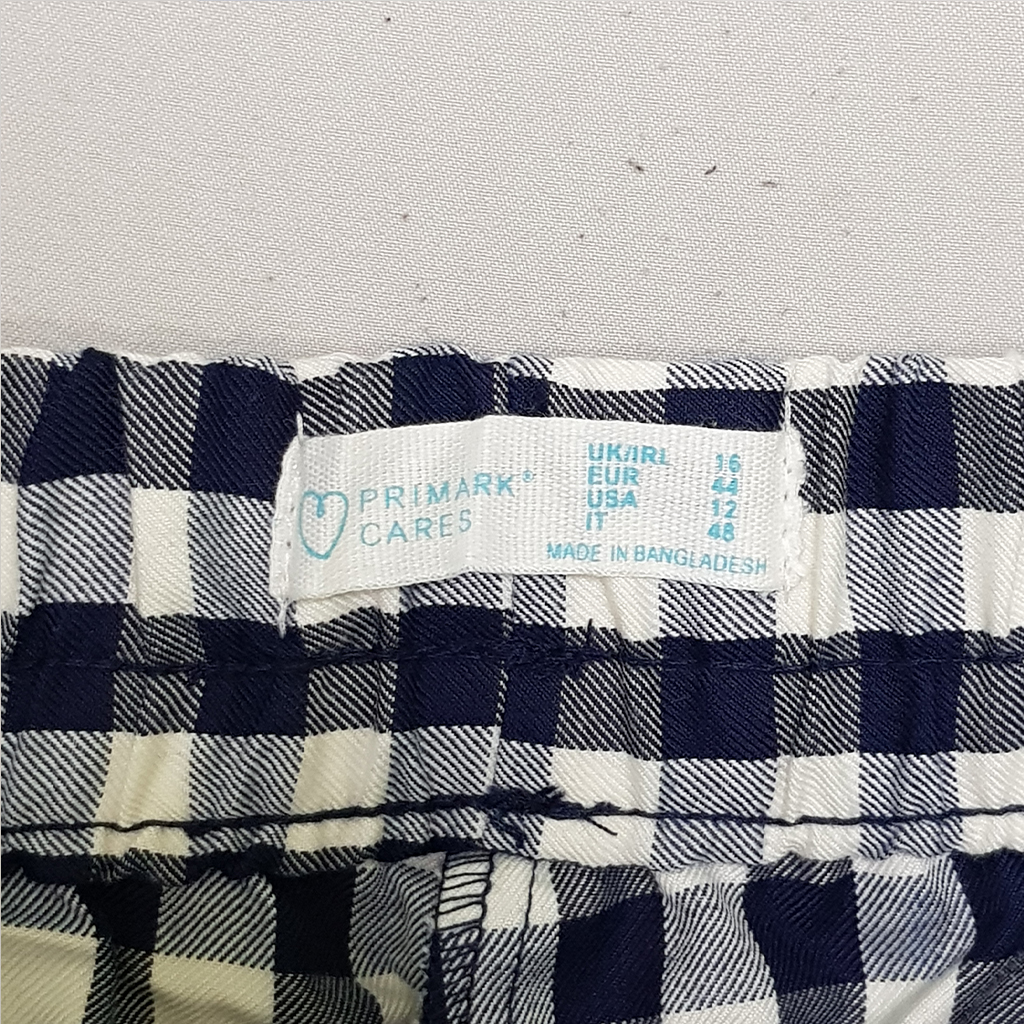 PRIMARK®
CARES
UK/IRL 16
EUR 44
USA 12
IT 48
MADE IN BANGLADESH